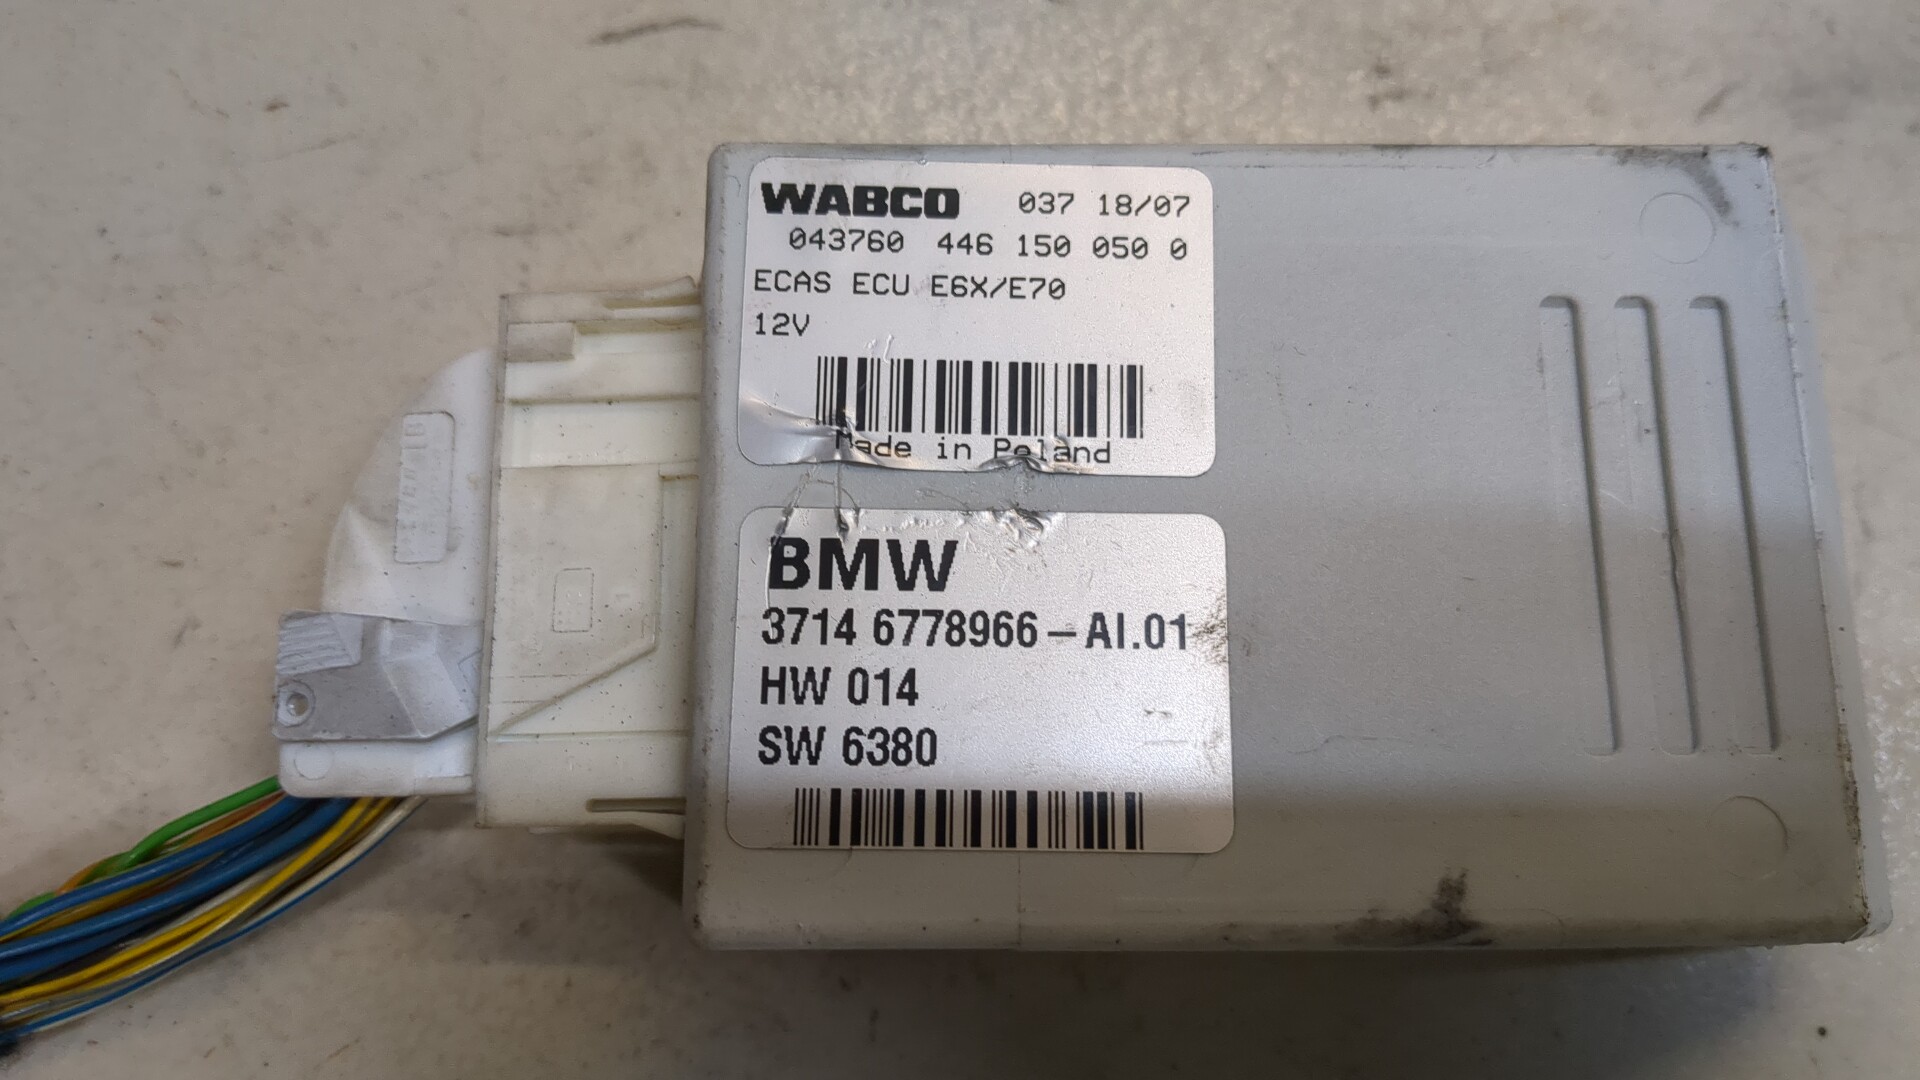 WABCO 037 18/07
043760 446 150 050 0
ECAS ECU E6X/E70
12V
Made in Poland
BMW
3714 6778966-AI.01
HW 014
SW 6380